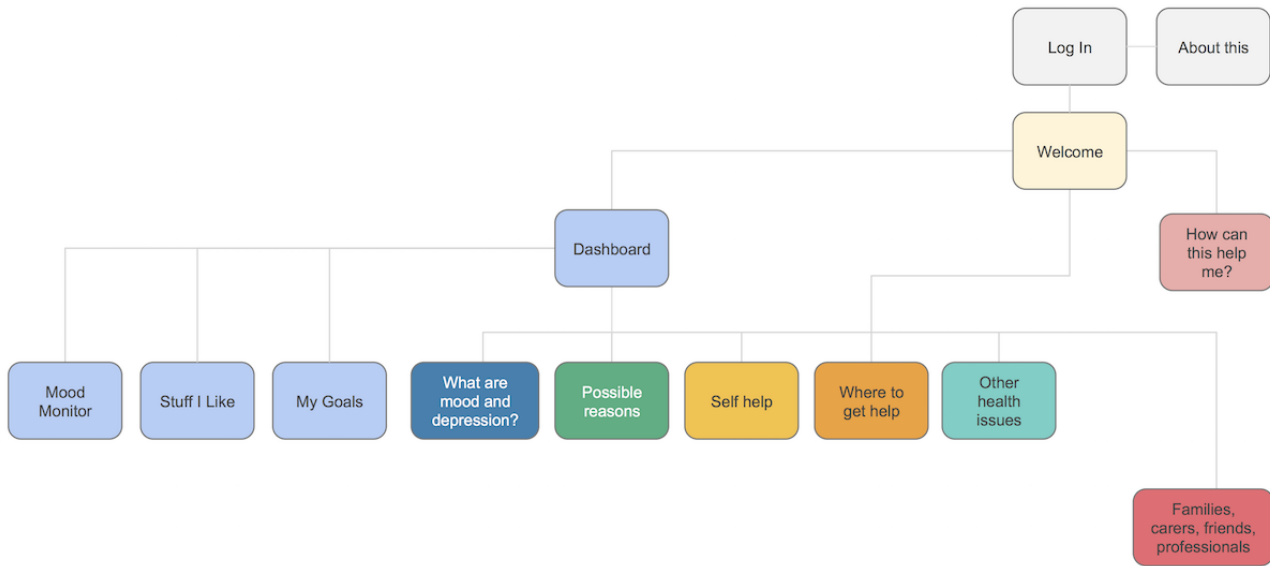 Log In
About this
Welcome
Dashboard
How can
this help
me?
Mood
Monitor
Stuff I Like
My Goals
What are
mood and
depression?
Possible
reasons
Self help
Where to
get help
Other
health
issues
Families,
carers, friends,
professionals